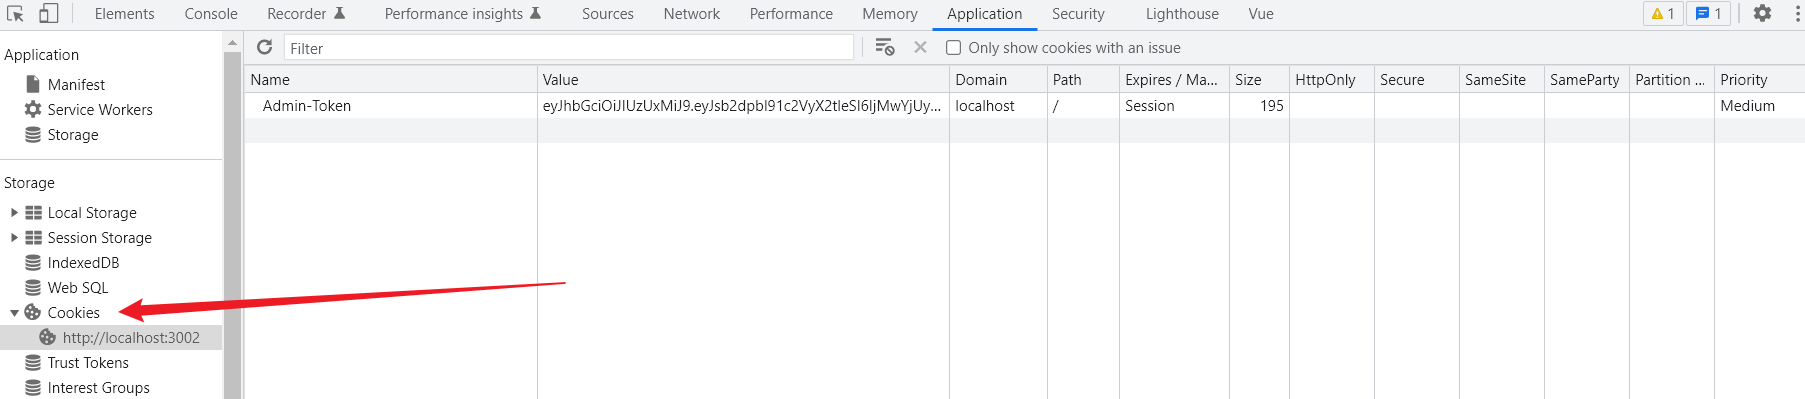 Elements Console Recorder Performance insights Sources Network Performance Memory Application Security Lighthouse Vue 1 1
Application
Manifest
Service Workers
Storage
Storage
Local Storage
Session Storage
IndexedDB
Web SQL
Cookies
http://localhost:3002
Trust Tokens
Interest Groups
Filter Only show cookies with an issue
Name Value Domain Path Expires / Ma... Size HttpOnly Secure SameSite SameParty Partition ... Priority
Admin-Token eyJhbGciOiJIUzUxMiJ9.eyJsb2dpbl91c2VyX2tleSI6IjMwYjUy... localhost / Session 195 Medium